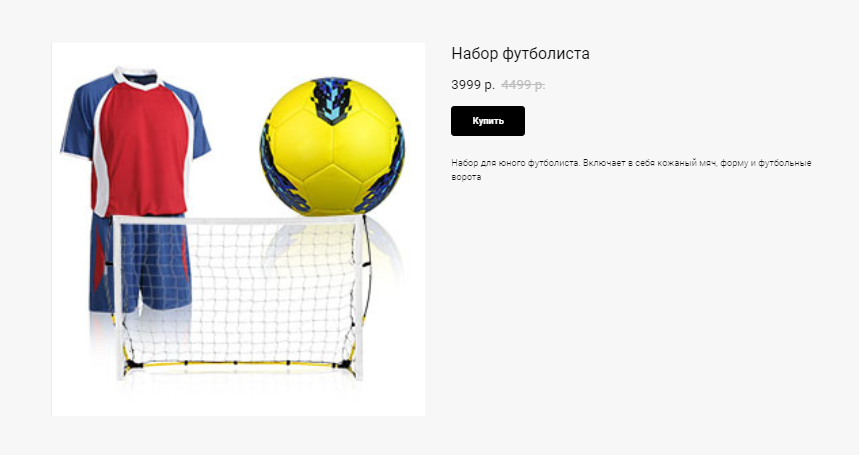 Набор футболиста
3999 р. 4499 р.
Купить
Набор для юного футболиста. Включает в себя кожаный мяч, форму и футбольные
ворота